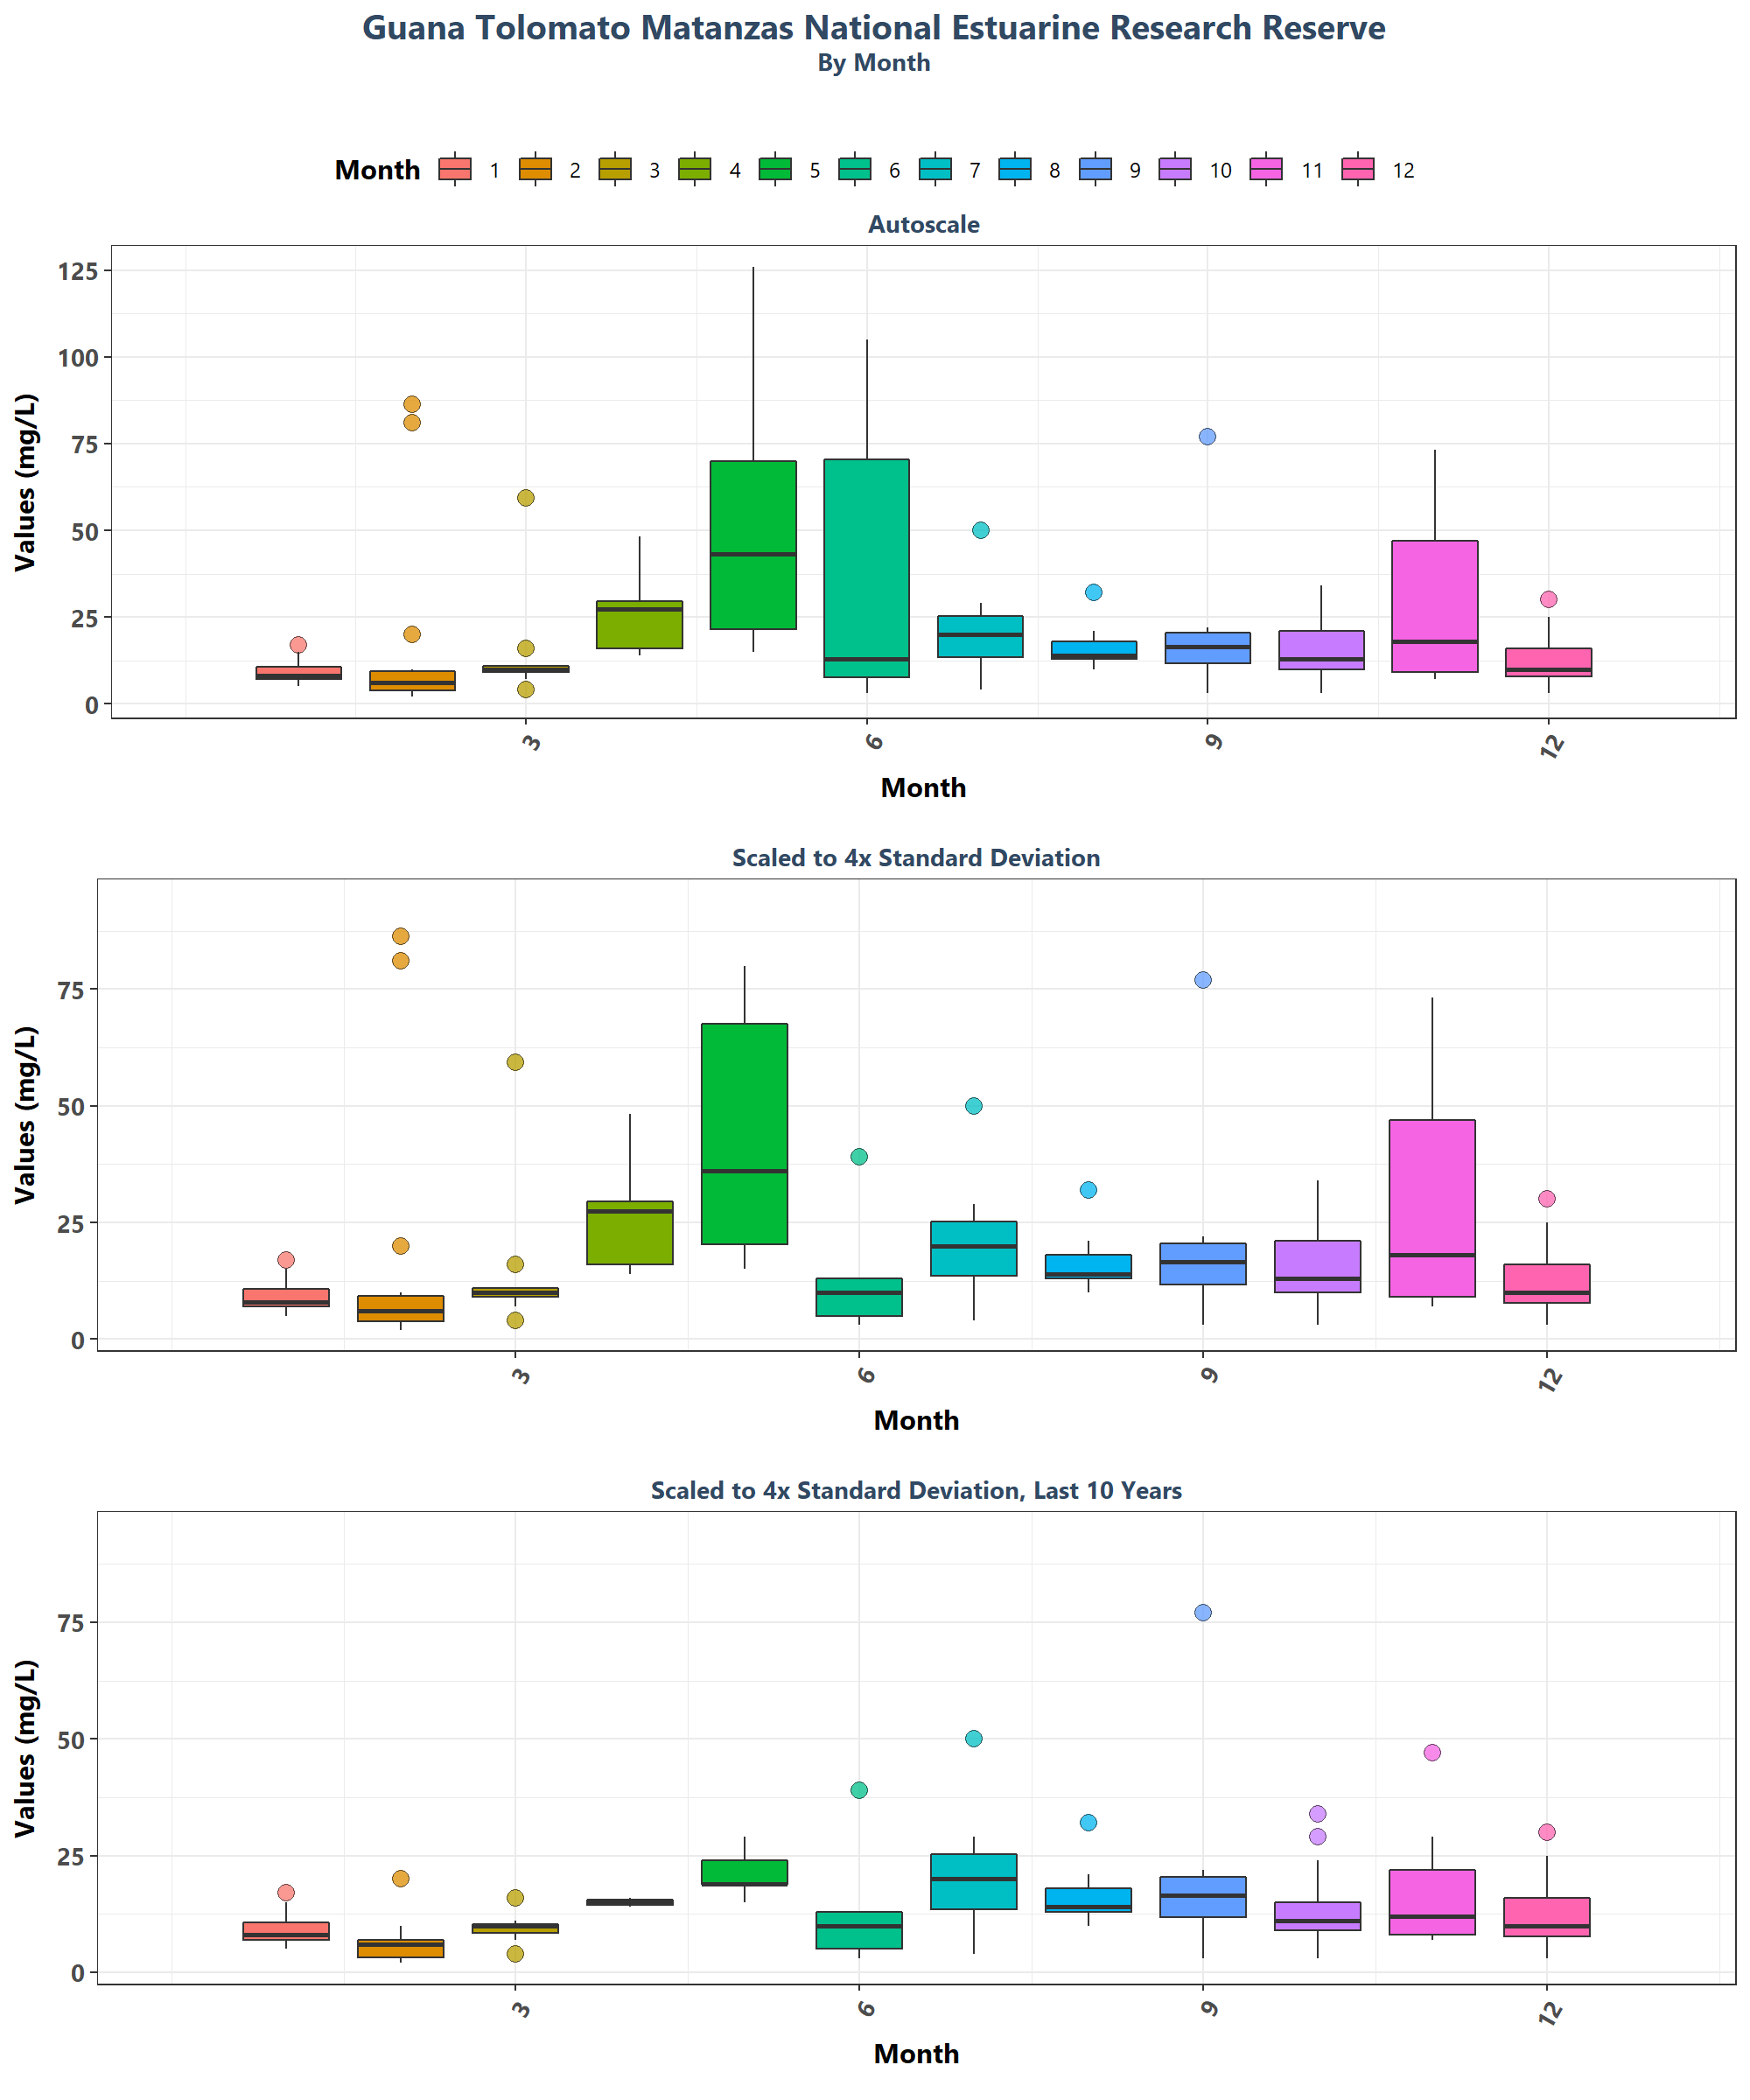 Guana Tolomato Matanzas National Estuarine Research Reserve
By Month
Month 1 2 3 4 5 6 7 8 9 10 11 12
Autoscale
Values (mg/L)
125
100
75
50
25
0
3 6 9 12
Month
Scaled to 4x Standard Deviation
Values (mg/L)
75
50
25
0
3 6 9 12
Month
Scaled to 4x Standard Deviation, Last 10 Years
Values (mg/L)
75
50
25
0
3 6 9 12
Month